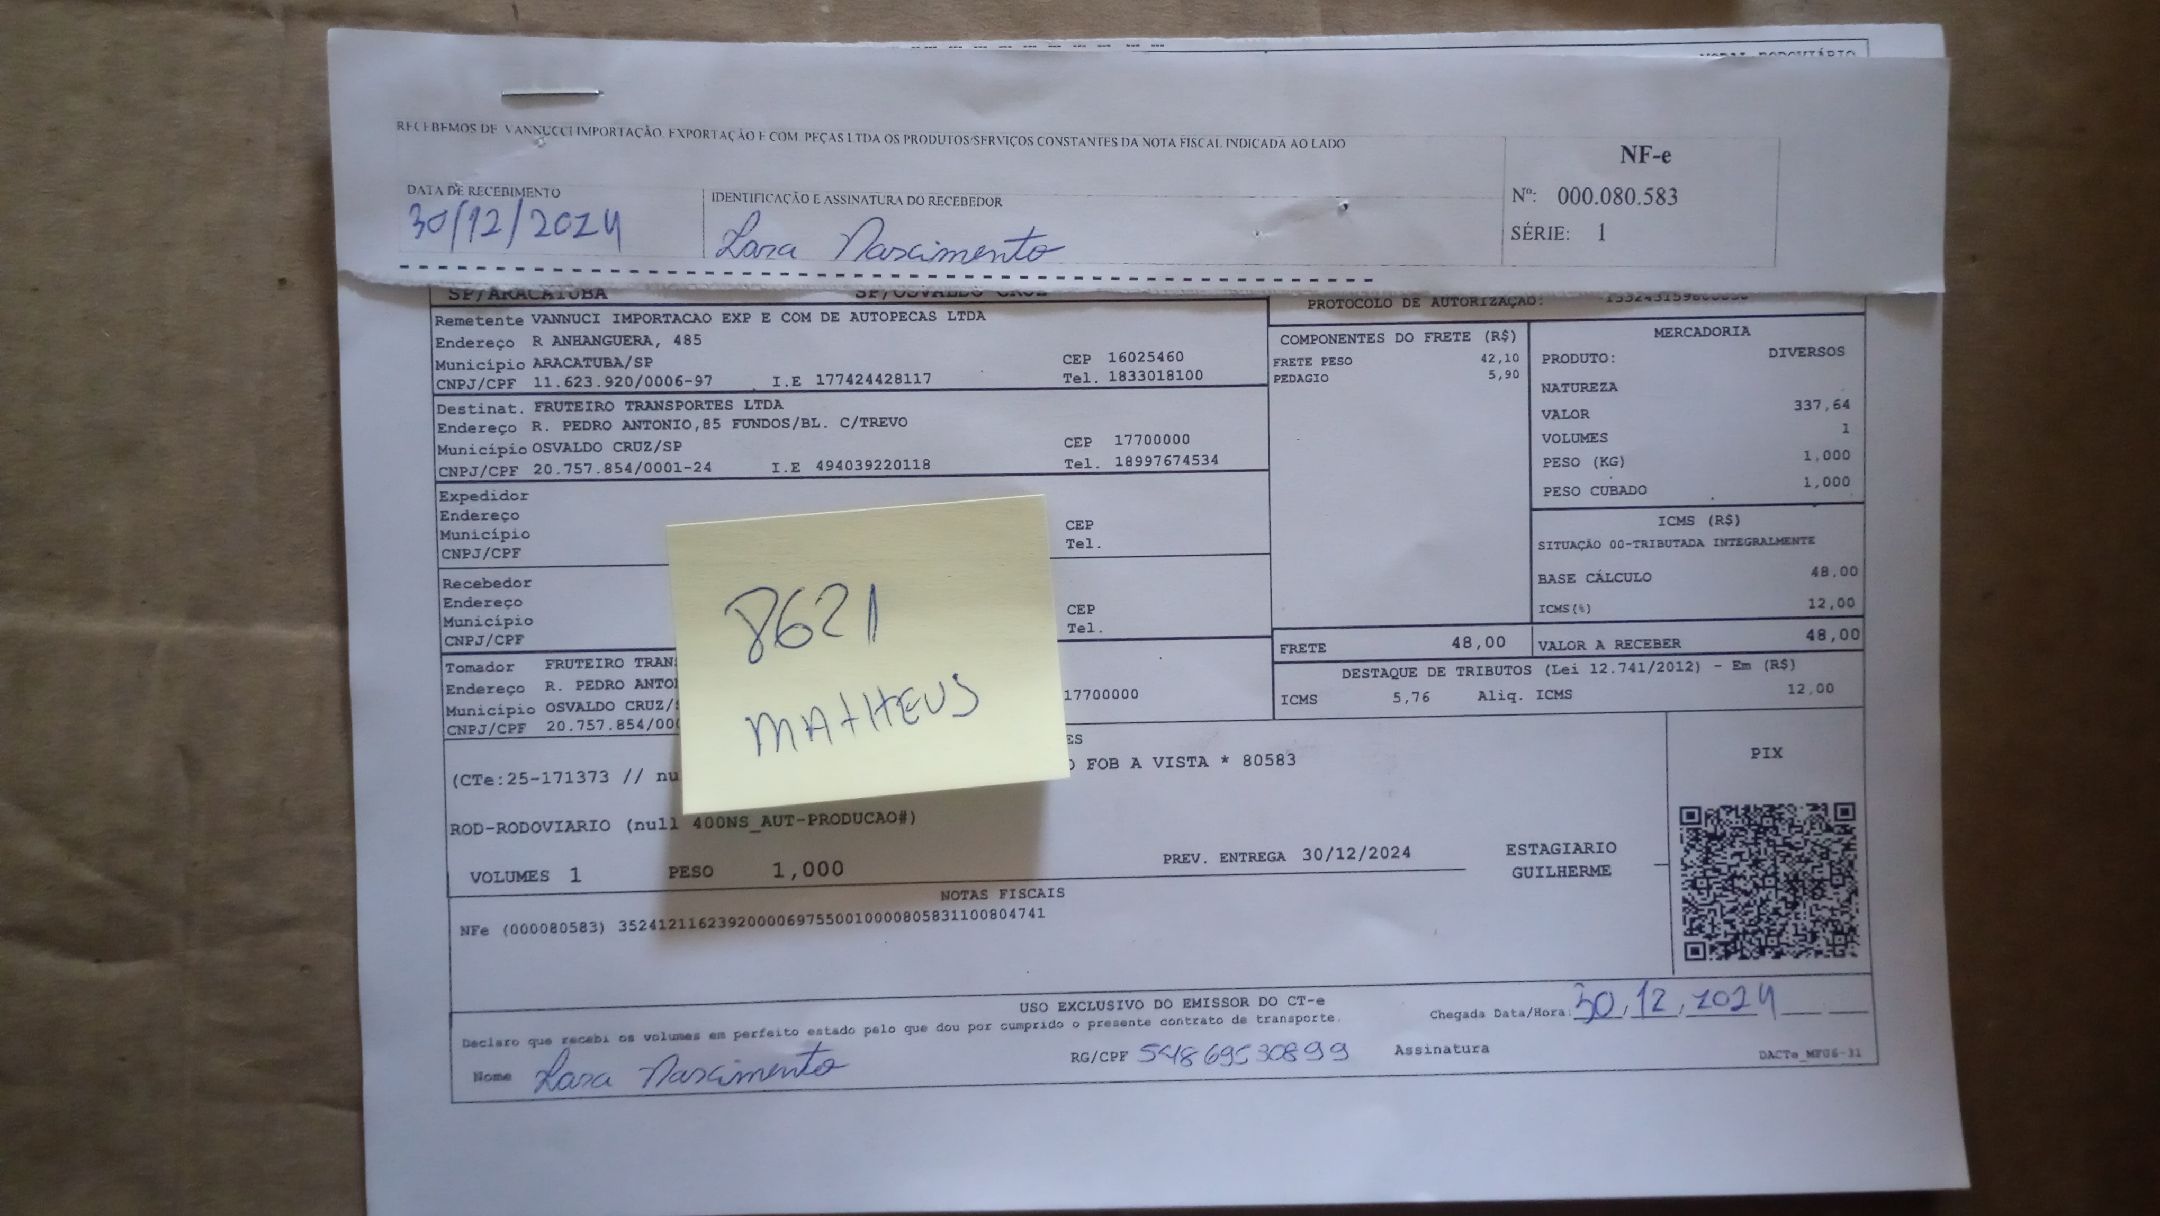 RECEBEMOS DE VANNUCCI IMPORTAÇÃO, EXPORTAÇÃO E COM. PEÇAS LTDA OS PRODUTOS/SERVIÇOS CONSTANTES DA NOTA FISCAL INDICADA AO LADO
NF-e
Nº: 000.080.583
SÉRIE: 1
DATA DE RECEBIMENTO
30/12/2024
IDENTIFICAÇÃO E ASSINATURA DO RECEBEDOR
Lara Nascimento
SP/ARACATUBA SP/OSVALDO CRUZ
PROTOCOLO DE AUTORIZAÇÃO:
Remetente VANNUCI IMPORTACAO EXP E COM DE AUTOPECAS LTDA
Endereço R ANHANGUERA, 485
Município ARACATUBA/SP CEP 16025460
CNPJ/CPF 11.623.920/0006-97 I.E 177424428117 Tel. 1833018100
Destinat. FRUTEIRO TRANSPORTES LTDA
Endereço R. PEDRO ANTONIO,85 FUNDOS/BL. C/TREVO
Município OSVALDO CRUZ/SP CEP 17700000
CNPJ/CPF 20.757.854/0001-24 I.E 494039220118 Tel. 18997674534
Expedidor
Endereço CEP
Município Tel.
CNPJ/CPF
Recebedor
Endereço CEP
Município Tel.
CNPJ/CPF
Tomador FRUTEIRO TRAN
Endereço R. PEDRO ANTO
Município OSVALDO CRUZ/ 17700000
CNPJ/CPF 20.757.854/00
COMPONENTES DO FRETE (R$)
FRETE PESO 42,10
PEDAGIO 5,90
FRETE 48,00
MERCADORIA
PRODUTO: DIVERSOS
NATUREZA
VALOR 337,64
VOLUMES 1
PESO (KG) 1,000
PESO CUBADO 1,000
ICMS (R$)
SITUAÇÃO 00-TRIBUTADA INTEGRALMENTE
BASE CÁLCULO 48,00
ICMS(%) 12,00
VALOR A RECEBER 48,00
DESTAQUE DE TRIBUTOS (Lei 12.741/2012) - Em (R$)
ICMS 5,76 Aliq. ICMS 12,00
8621
MATHEUS
ES
(CTe:25-171373 // nu O FOB A VISTA * 80583
ROD-RODOVIARIO (null 400NS_AUT-PRODUCAO#)
VOLUMES 1 PESO 1,000 PREV. ENTREGA 30/12/2024
ESTAGIARIO
GUILHERME
PIX
NOTAS FISCAIS
NFe (000080583) 35241211623920000697550010000805831100804741
USO EXCLUSIVO DO EMISSOR DO CT-e
Declaro que recebi os volumes em perfeito estado pelo que dou por cumprido o presente contrato de transporte.
Chegada Data/Hora: 30,12,2024
Nome Lara Nascimento RG/CPF 54869530899 Assinatura
DACTe_MF06-31